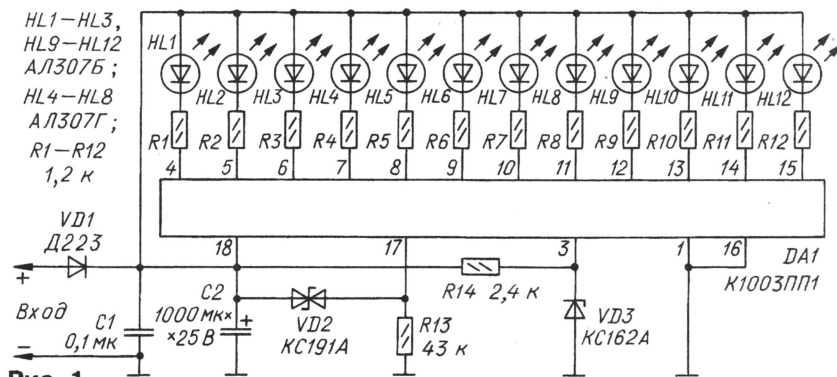 HL1–HL3,
HL9–HL12
АЛ307Б;
HL4–HL8
АЛ307Г;
R1–R12
1,2 к
HL1
HL2
HL3
HL4
HL5
HL6
HL7
HL8
HL9
HL10
HL11
HL12
R1
R2
R3
R4
R5
R6
R7
R8
R9
R10
R11
R12
4
5
6
7
8
9
10
11
12
13
14
15
18
17
3
1
16
DA1
К1003ПП1
VD1
Д223
+
Вход
–
C1
0,1 мк
C2
1000 мк×
×25 В
+
VD2
КС191А
R13
43 к
R14 2,4 к
VD3
КС162А
Рис. 1